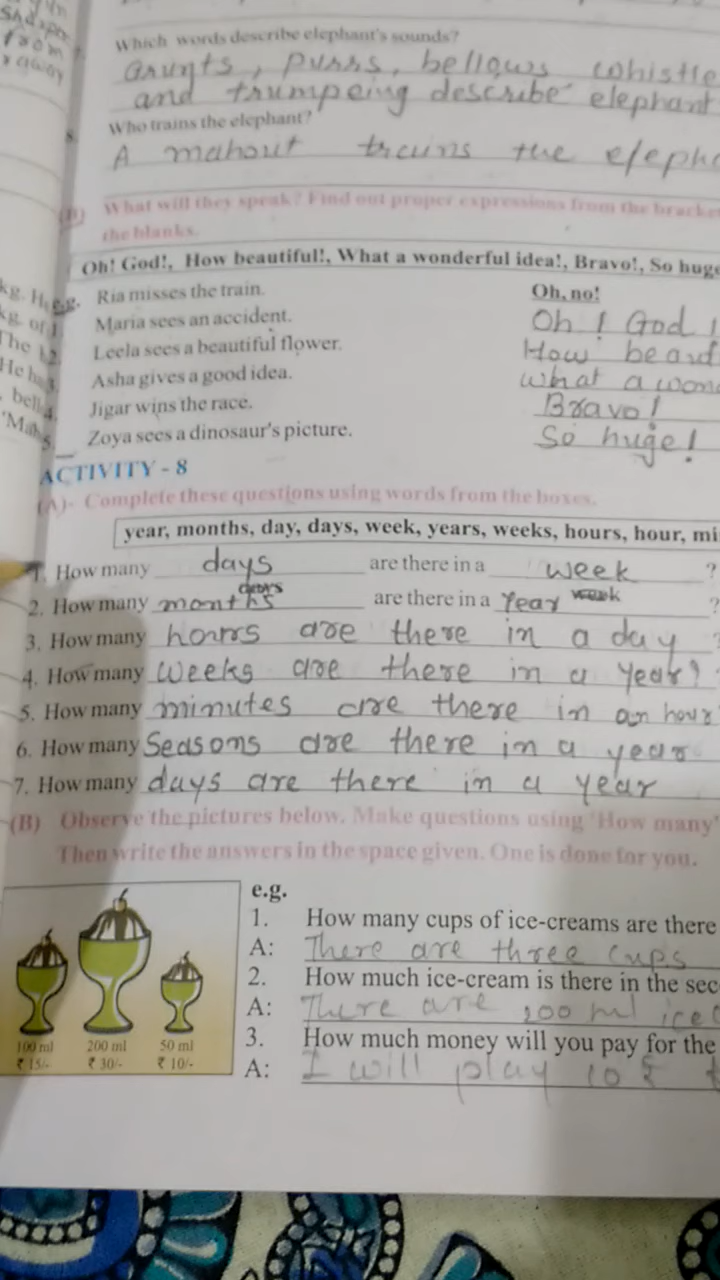 Which words describe elephant's sounds?
grunts, purrs, bellows whistle
and trumpeing describe elephant
8. Who trains the elephant?
A mahout trains the eleph
(B) What will they speak? Find out proper expressions from the bracket
the blanks.
Oh! God!, How beautiful!, What a wonderful idea!, Bravo!, So huge
e.g. Ria misses the train. Oh, no!
Maria sees an accident. Oh! God!
Leela sees a beautiful flower. How beaut
Asha gives a good idea. what a won
Jigar wins the race. Bravo!
Zoya sees a dinosaur's picture. So huge!
ACTIVITY - 8
(A)- Complete these questions using words from the boxes.
year, months, day, days, week, years, weeks, hours, hour, mi
1. How many days are there in a week ?
2. How many months days are there in a Year week ?
3. How many hours are there in a day ?
4. How many weeks are there in a year?
5. How many minutes are there in an hour
6. How many Seasons are there in a year
7. How many days are there in a year
(B) Observe the pictures below. Make questions using 'How many'
Then write the answers in the space given. One is done for you.
e.g.
1. How many cups of ice-creams are there
A: There are three cups
2. How much ice-cream is there in the sec
A: There are 200 ml ice
3. How much money will you pay for the
A: I will play 10 ₹
100 ml 200 ml 50 ml
₹ 15/- ₹ 30/- ₹ 10/-